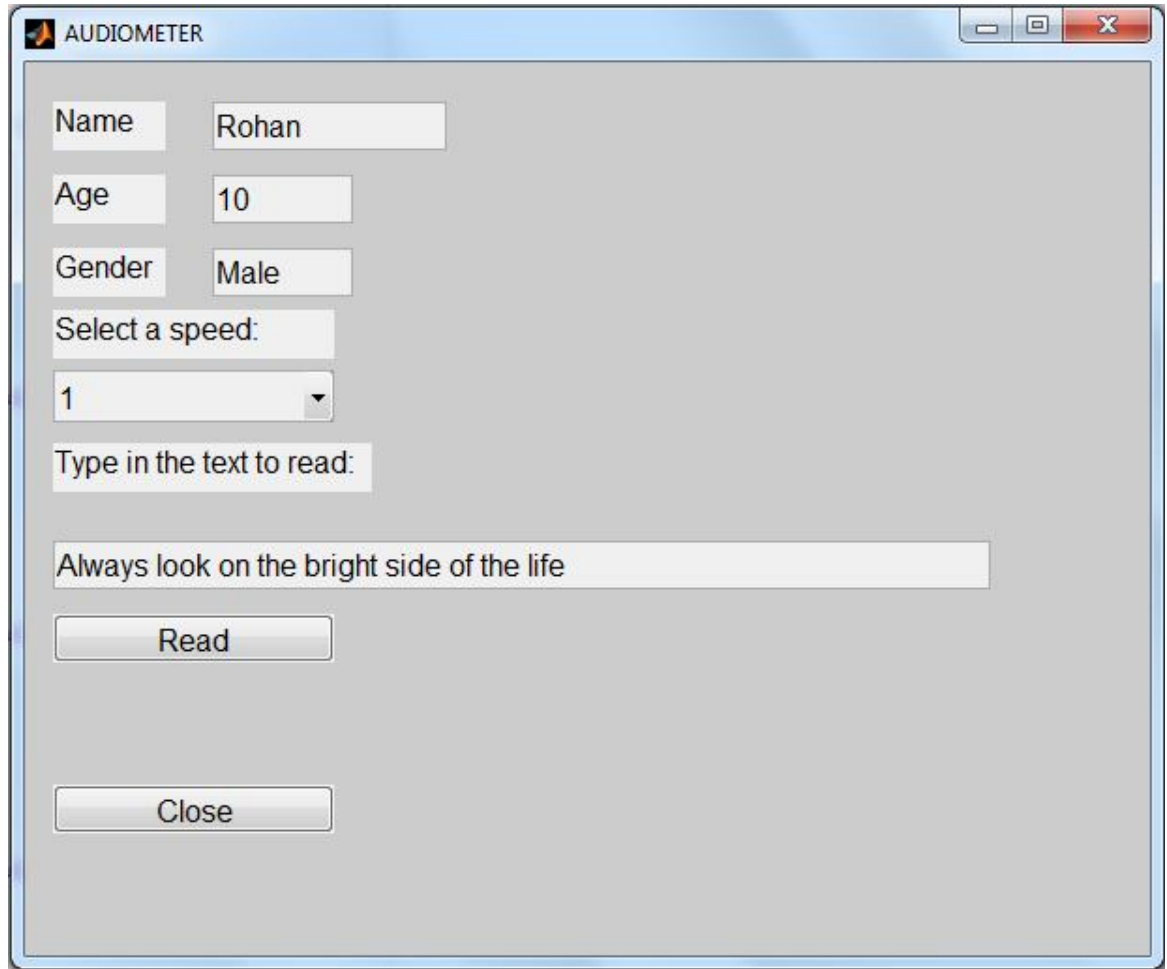 AUDIOMETER
Name Rohan
Age 10
Gender Male
Select a speed:
1
Type in the text to read:
Always look on the bright side of the life
Read
Close